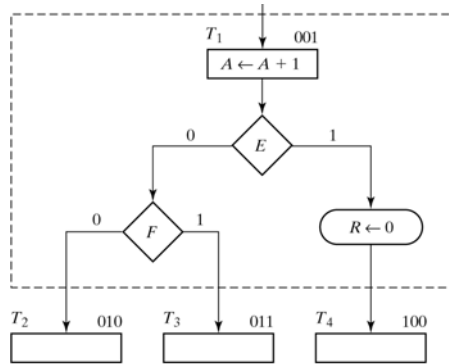 T1 001
A ← A + 1
0 E 1
0 F 1
R ← 0
T2 010 T3 011 T4 100